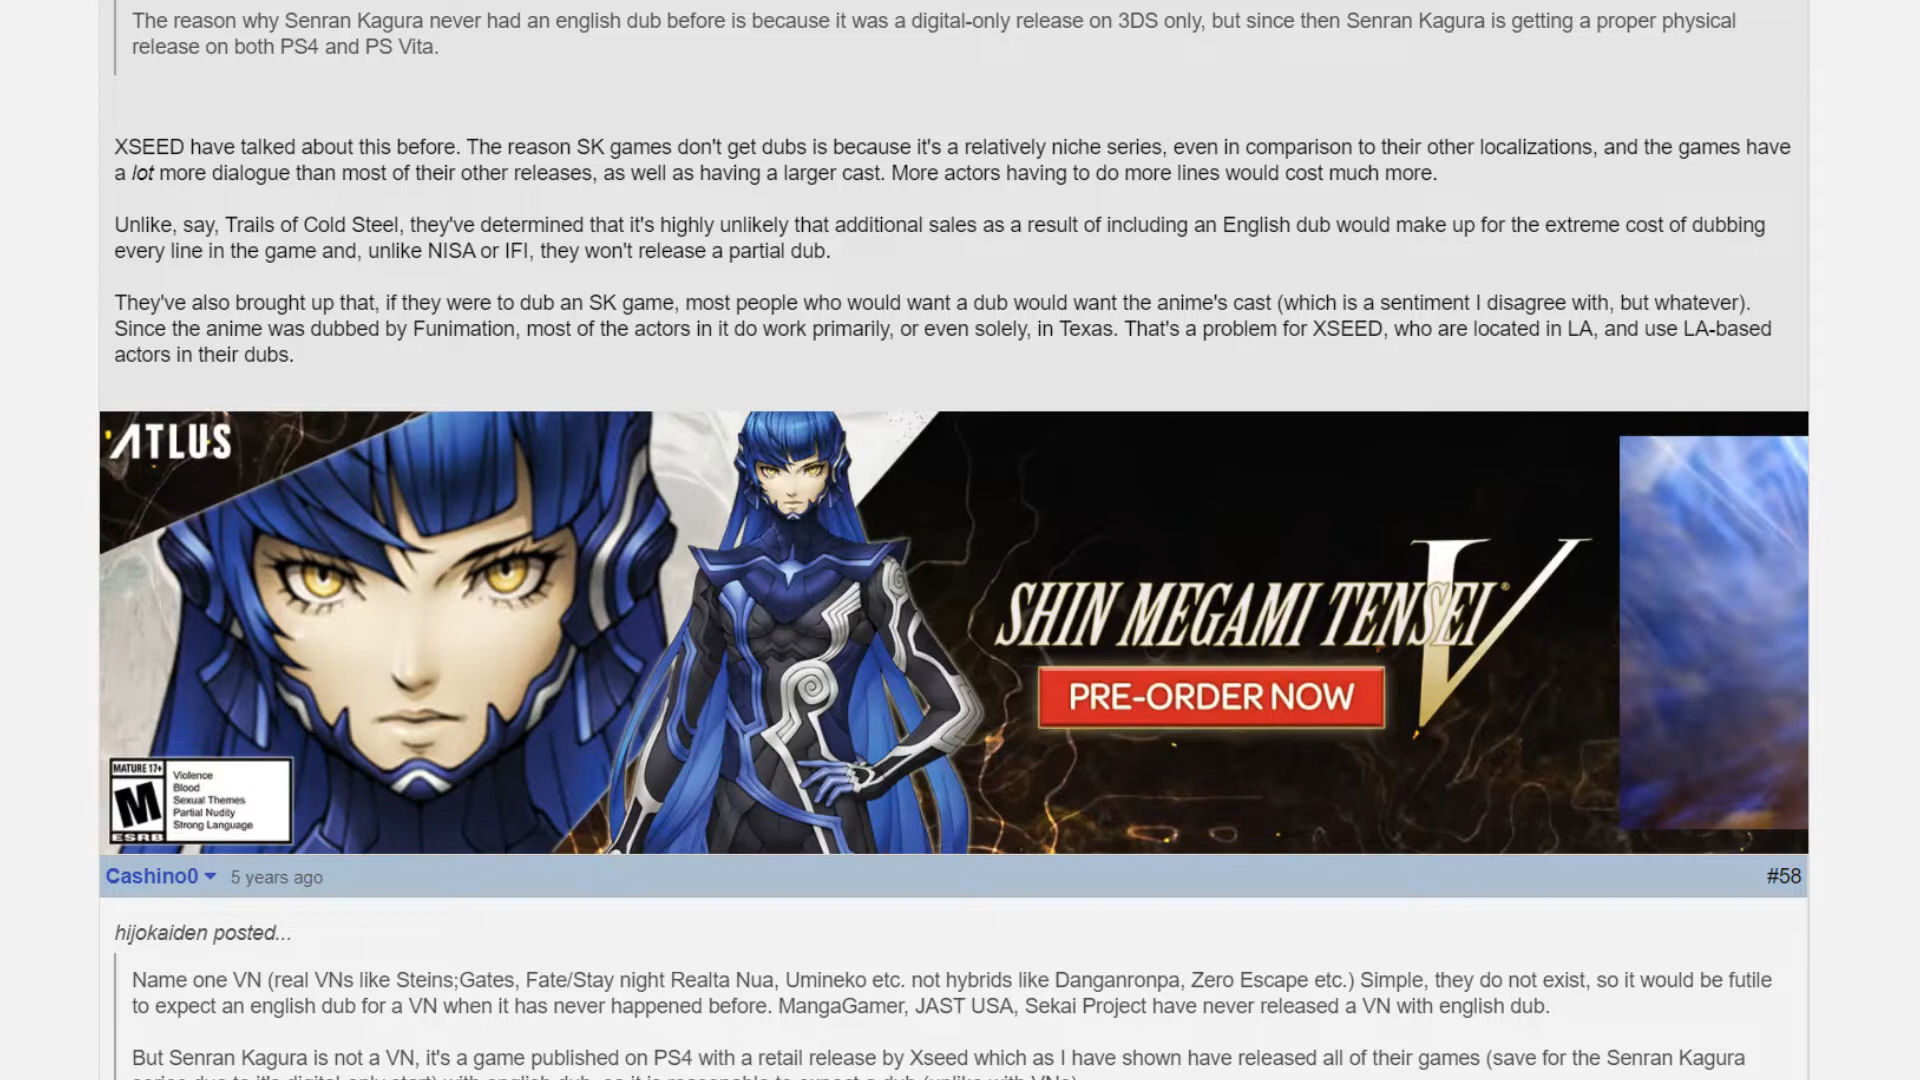 The reason why Senran Kagura never had an english dub before is because it was a digital-only release on 3DS only, but since then Senran Kagura is getting a proper physical
release on both PS4 and PS Vita.
XSEED have talked about this before. The reason SK games don't get dubs is because it's a relatively niche series, even in comparison to their other localizations, and the games have
a lot more dialogue than most of their other releases, as well as having a larger cast. More actors having to do more lines would cost much more.
Unlike, say, Trails of Cold Steel, they've determined that it's highly unlikely that additional sales as a result of including an English dub would make up for the extreme cost of dubbing
every line in the game and, unlike NISA or IFI, they won't release a partial dub.
They've also brought up that, if they were to dub an SK game, most people who would want a dub would want the anime's cast (which is a sentiment I disagree with, but whatever).
Since the anime was dubbed by Funimation, most of the actors in it do work primarily, or even solely, in Texas. That's a problem for XSEED, who are located in LA, and use LA-based
actors in their dubs.
ATLUS
SHIN MEGAMI TENSEI V
PRE-ORDER NOW
MATURE 17+
M
ESRB
Violence
Blood
Sexual Themes
Partial Nudity
Strong Language
Cashino0 5 years ago #58
hijokaiden posted...
Name one VN (real VNs like Steins;Gates, Fate/Stay night Realta Nua, Umineko etc. not hybrids like Danganronpa, Zero Escape etc.) Simple, they do not exist, so it would be futile
to expect an english dub for a VN when it has never happened before. MangaGamer, JAST USA, Sekai Project have never released a VN with english dub.
But Senran Kagura is not a VN, it's a game published on PS4 with a retail release by Xseed which as I have shown have released all of their games (save for the Senran Kagura